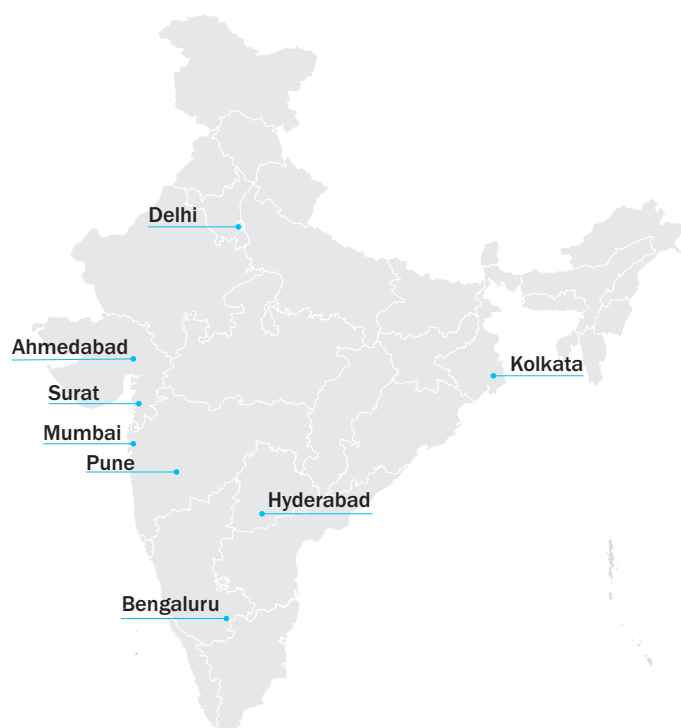 Delhi
Ahmedabad
Kolkata
Surat
Mumbai
Pune
Hyderabad
Bengaluru